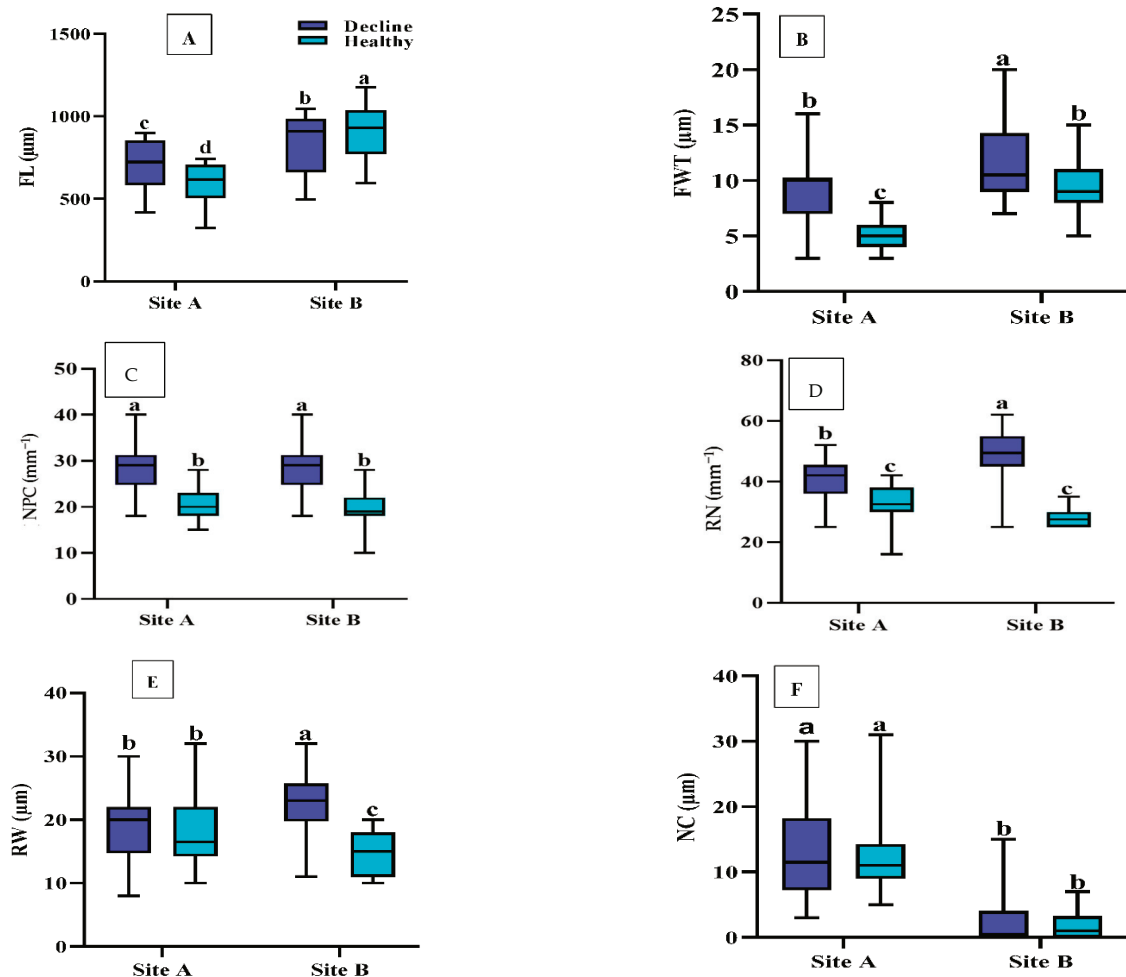 A
Decline
Healthy
FL (µm)
1500
1000
500
0
c
d
b
a
Site A
Site B
B
FWT (µm)
25
20
15
10
5
0
b
c
a
b
Site A
Site B
C
NPC (mm⁻¹)
50
40
30
20
10
0
a
b
a
b
Site A
Site B
D
RN (mm⁻¹)
80
60
40
20
0
b
c
a
c
Site A
Site B
E
RW (µm)
40
30
20
10
0
b
b
a
c
Site A
Site B
F
NC (µm)
40
30
20
10
0
a
a
b
b
Site A
Site B